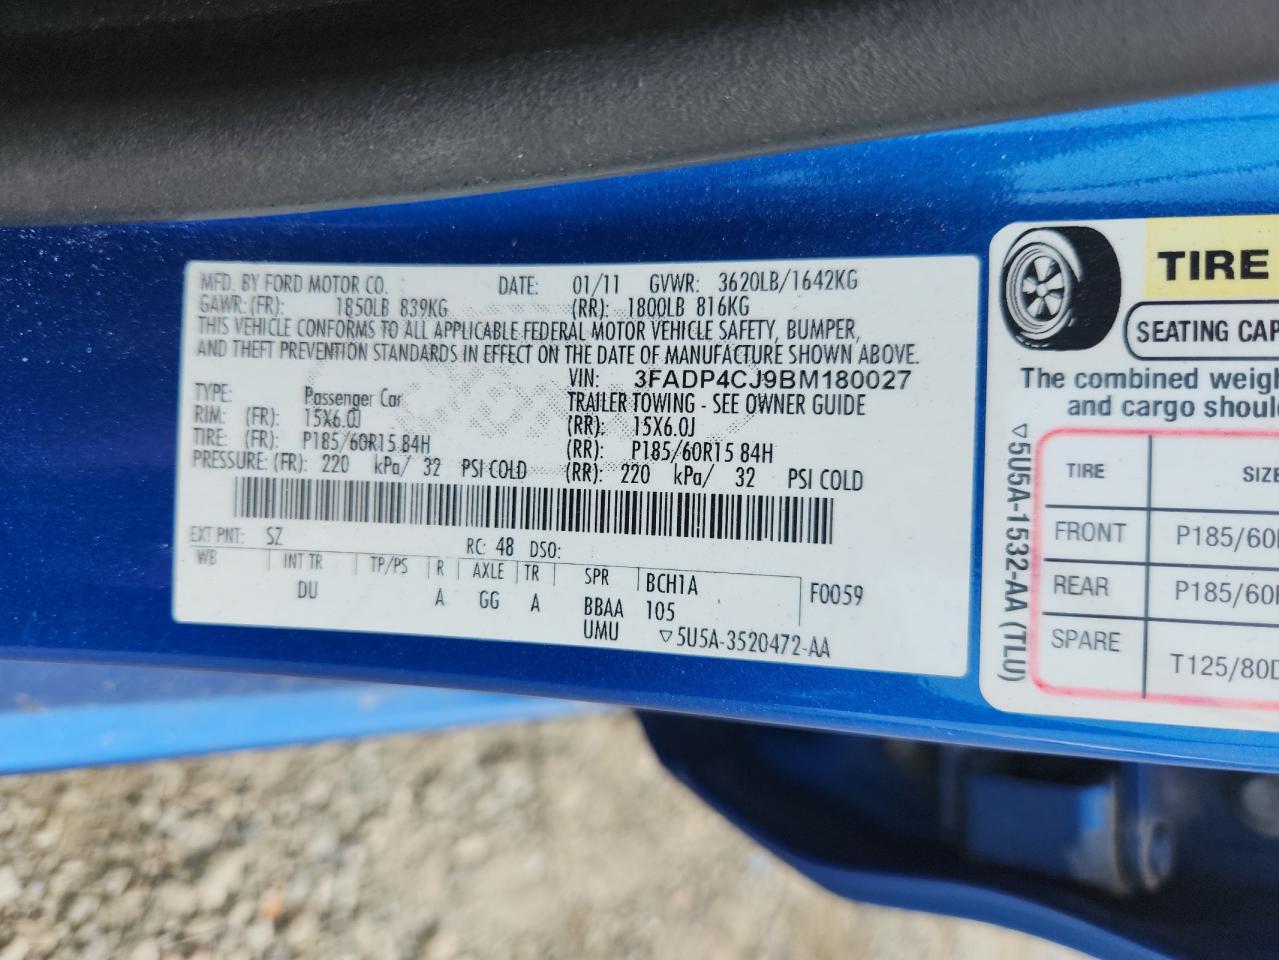 MFD. BY FORD MOTOR CO. DATE: 01/11 GVWR: 3620LB/1642KG
GAWR: (FR): 1850LB 839KG (RR): 1800LB 816KG
THIS VEHICLE CONFORMS TO ALL APPLICABLE FEDERAL MOTOR VEHICLE SAFETY, BUMPER,
AND THEFT PREVENTION STANDARDS IN EFFECT ON THE DATE OF MANUFACTURE SHOWN ABOVE.
VIN: 3FADP4CJ9BM180027
TYPE: Passenger Car TRAILER TOWING - SEE OWNER GUIDE
RIM: (FR): 15X6.0J (RR): 15X6.0J
TIRE: (FR): P185/60R15 84H (RR): P185/60R15 84H
PRESSURE: (FR): 220 kPa/ 32 PSI COLD (RR): 220 kPa/ 32 PSI COLD
EXT PNT: SZ RC: 48 DSO:
WB INT TR TP/PS R AXLE TR SPR BCH1A F0059
DU A GG A BBAA 105
UMU ▽5U5A-3520472-AA
TIRE
SEATING CAP
The combined weigh
and cargo shoul
▽5U5A-1532-AA (TLU)
TIRE SIZE
FRONT P185/60
REAR P185/60
SPARE T125/80D